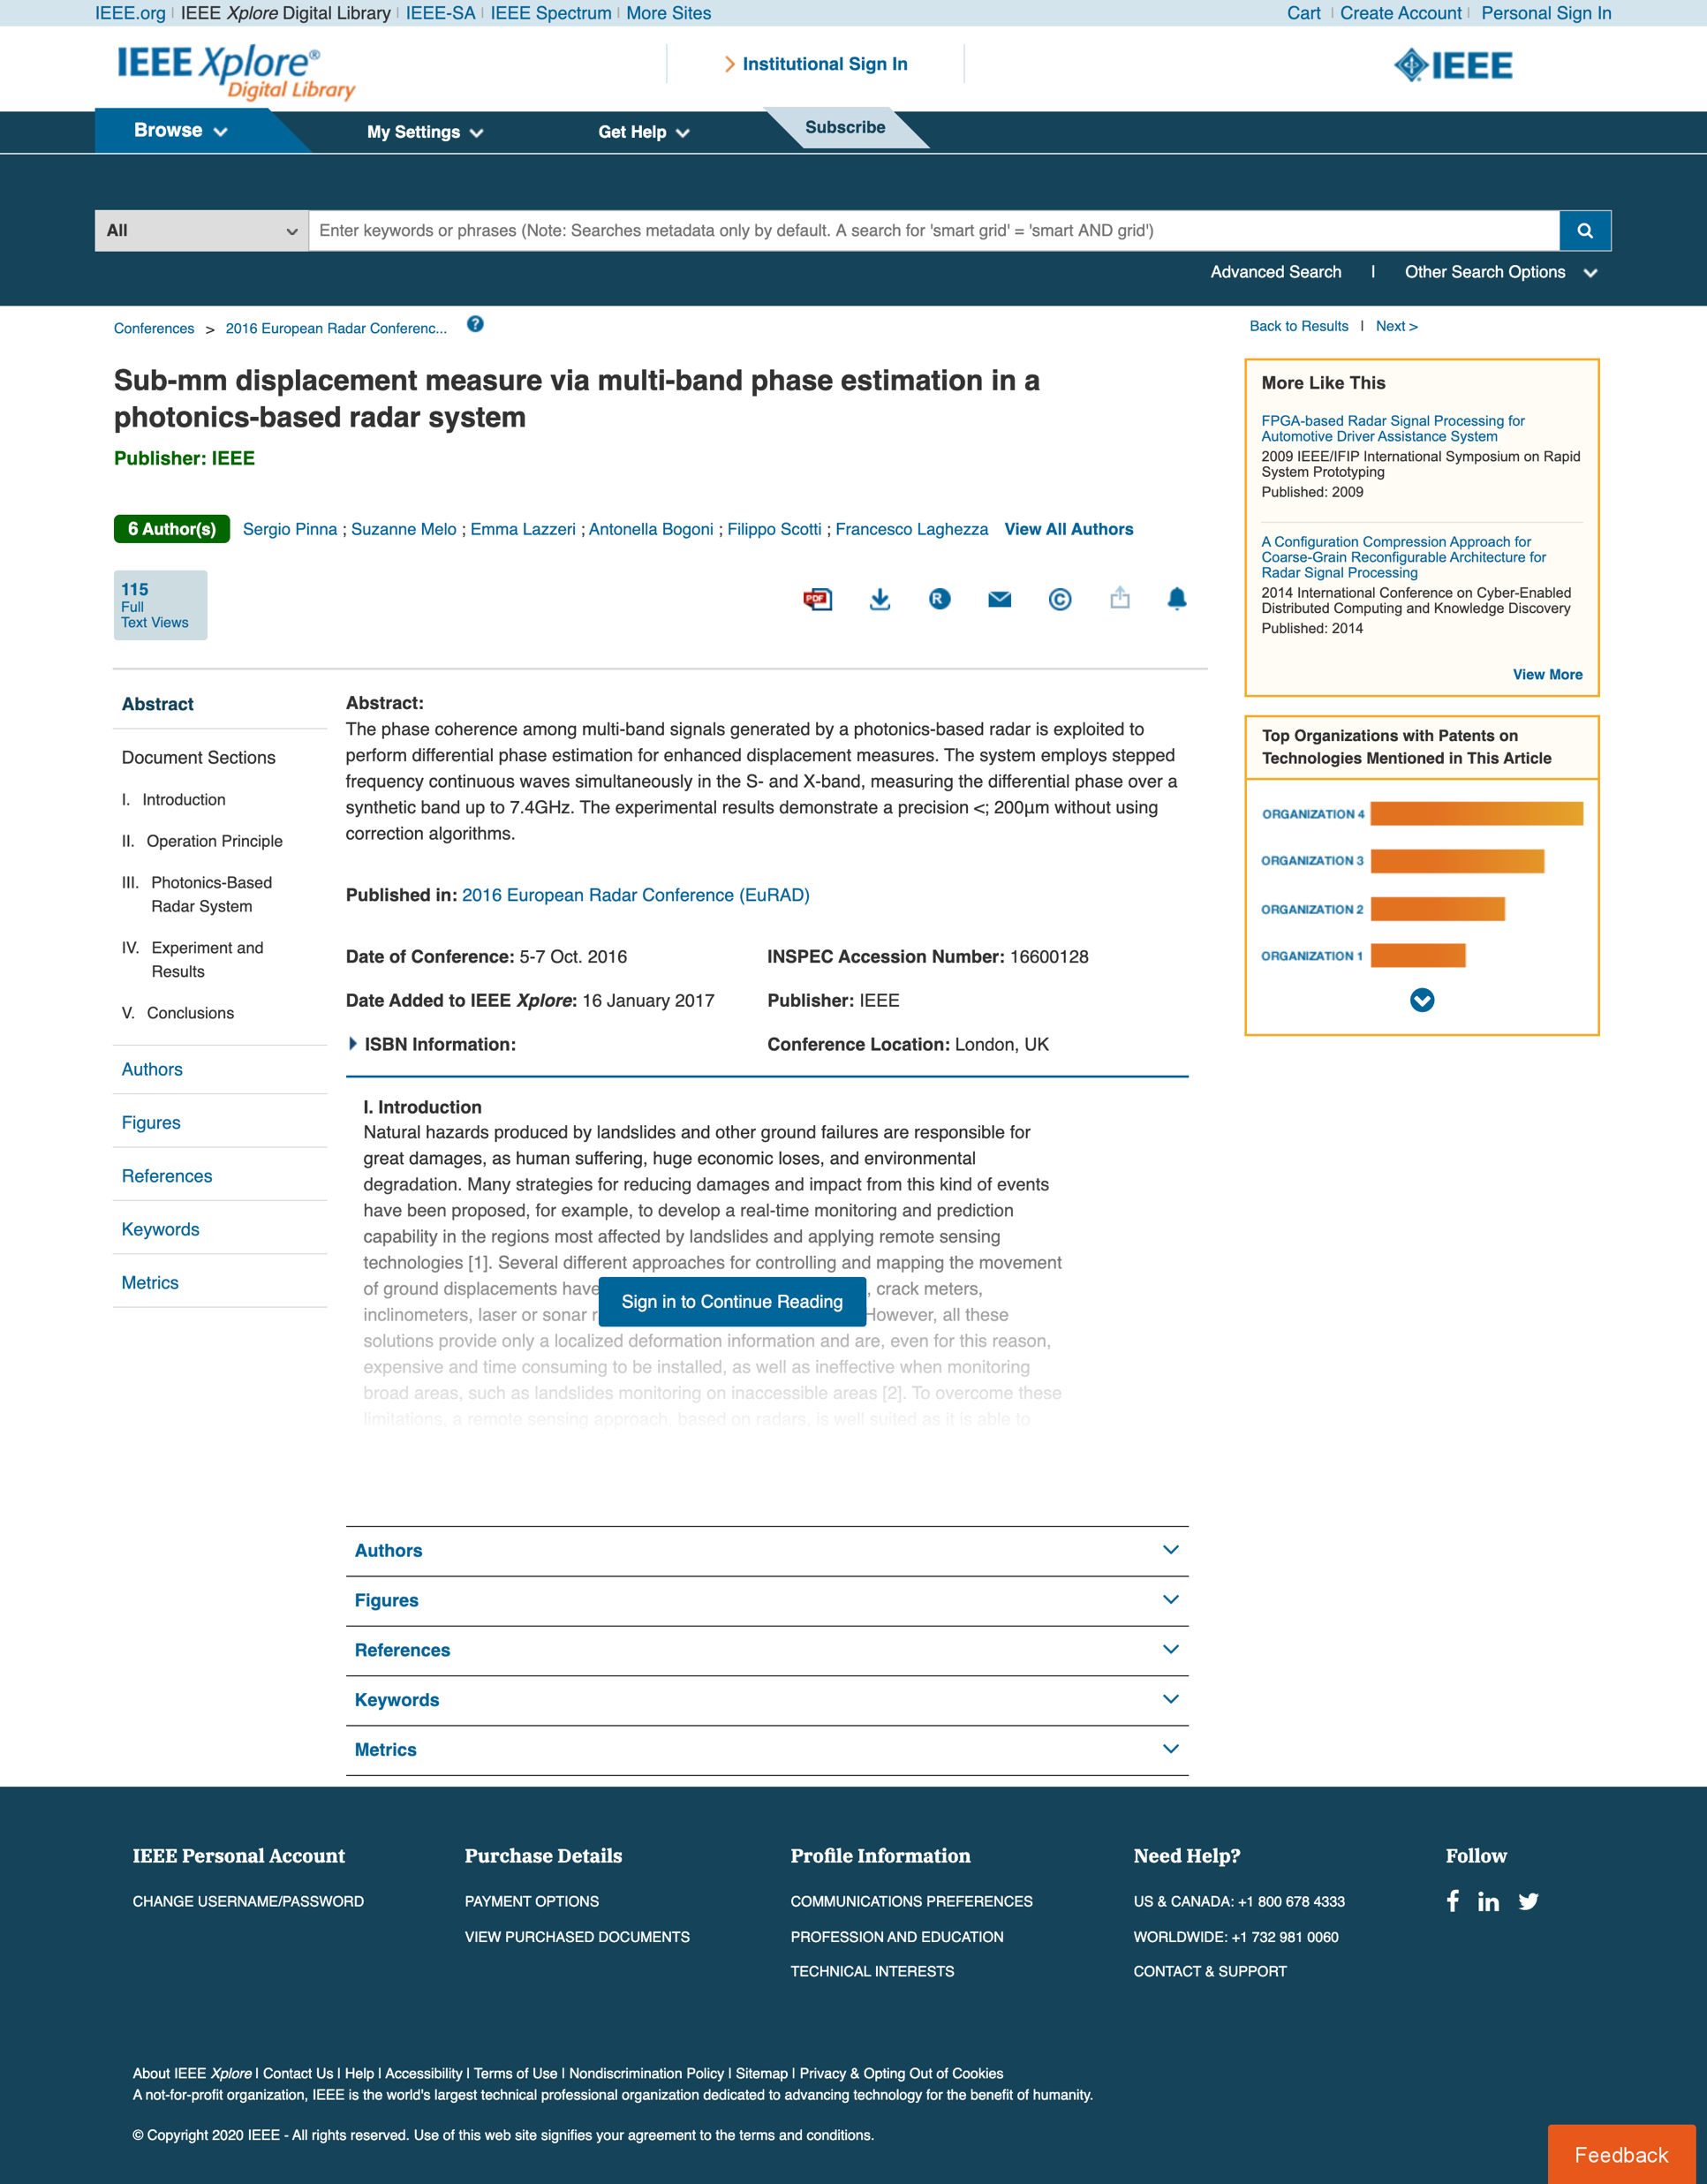 IEEE.org | IEEE Xplore Digital Library | IEEE-SA | IEEE Spectrum | More Sites
Cart | Create Account | Personal Sign In
IEEE Xplore®
Digital Library
Institutional Sign In
IEEE
Browse
My Settings
Get Help
Subscribe
All
Enter keywords or phrases (Note: Searches metadata only by default. A search for 'smart grid' = 'smart AND grid')
Advanced Search | Other Search Options
Conferences > 2016 European Radar Conferenc... ?
Back to Results | Next >
Sub-mm displacement measure via multi-band phase estimation in a
photonics-based radar system
Publisher: IEEE
6 Author(s) Sergio Pinna ; Suzanne Melo ; Emma Lazzeri ; Antonella Bogoni ; Filippo Scotti ; Francesco Laghezza View All Authors
115
Full
Text Views
PDF
R
©
More Like This
FPGA-based Radar Signal Processing for
Automotive Driver Assistance System
2009 IEEE/IFIP International Symposium on Rapid
System Prototyping
Published: 2009
A Configuration Compression Approach for
Coarse-Grain Reconfigurable Architecture for
Radar Signal Processing
2014 International Conference on Cyber-Enabled
Distributed Computing and Knowledge Discovery
Published: 2014
View More
Top Organizations with Patents on
Technologies Mentioned in This Article
ORGANIZATION 4
ORGANIZATION 3
ORGANIZATION 2
ORGANIZATION 1
Abstract
Document Sections
I. Introduction
II. Operation Principle
III. Photonics-Based
Radar System
IV. Experiment and
Results
V. Conclusions
Authors
Figures
References
Keywords
Metrics
Abstract:
The phase coherence among multi-band signals generated by a photonics-based radar is exploited to
perform differential phase estimation for enhanced displacement measures. The system employs stepped
frequency continuous waves simultaneously in the S- and X-band, measuring the differential phase over a
synthetic band up to 7.4GHz. The experimental results demonstrate a precision <; 200μm without using
correction algorithms.
Published in: 2016 European Radar Conference (EuRAD)
Date of Conference: 5-7 Oct. 2016
INSPEC Accession Number: 16600128
Date Added to IEEE Xplore: 16 January 2017
Publisher: IEEE
ISBN Information:
Conference Location: London, UK
I. Introduction
Natural hazards produced by landslides and other ground failures are responsible for
great damages, as human suffering, huge economic loses, and environmental
degradation. Many strategies for reducing damages and impact from this kind of events
have been proposed, for example, to develop a real-time monitoring and prediction
capability in the regions most affected by landslides and applying remote sensing
technologies [1]. Several different approaches for controlling and mapping the movement
of ground displacements have , crack meters,
Sign in to Continue Reading
inclinometers, laser or sonar However, all these
solutions provide only a localized deformation information and are, even for this reason,
expensive and time consuming to be installed, as well as ineffective when monitoring
broad areas, such as landslides monitoring on inaccessible areas [2]. To overcome these
limitations, a remote sensing approach, based on radars, is well suited as it is able to
Authors
Figures
References
Keywords
Metrics
IEEE Personal Account
CHANGE USERNAME/PASSWORD
Purchase Details
PAYMENT OPTIONS
VIEW PURCHASED DOCUMENTS
Profile Information
COMMUNICATIONS PREFERENCES
PROFESSION AND EDUCATION
TECHNICAL INTERESTS
Need Help?
US & CANADA: +1 800 678 4333
WORLDWIDE: +1 732 981 0060
CONTACT & SUPPORT
Follow
f in
About IEEE Xplore | Contact Us | Help | Accessibility | Terms of Use | Nondiscrimination Policy | Sitemap | Privacy & Opting Out of Cookies
A not-for-profit organization, IEEE is the world's largest technical professional organization dedicated to advancing technology for the benefit of humanity.
© Copyright 2020 IEEE - All rights reserved. Use of this web site signifies your agreement to the terms and conditions.
Feedback